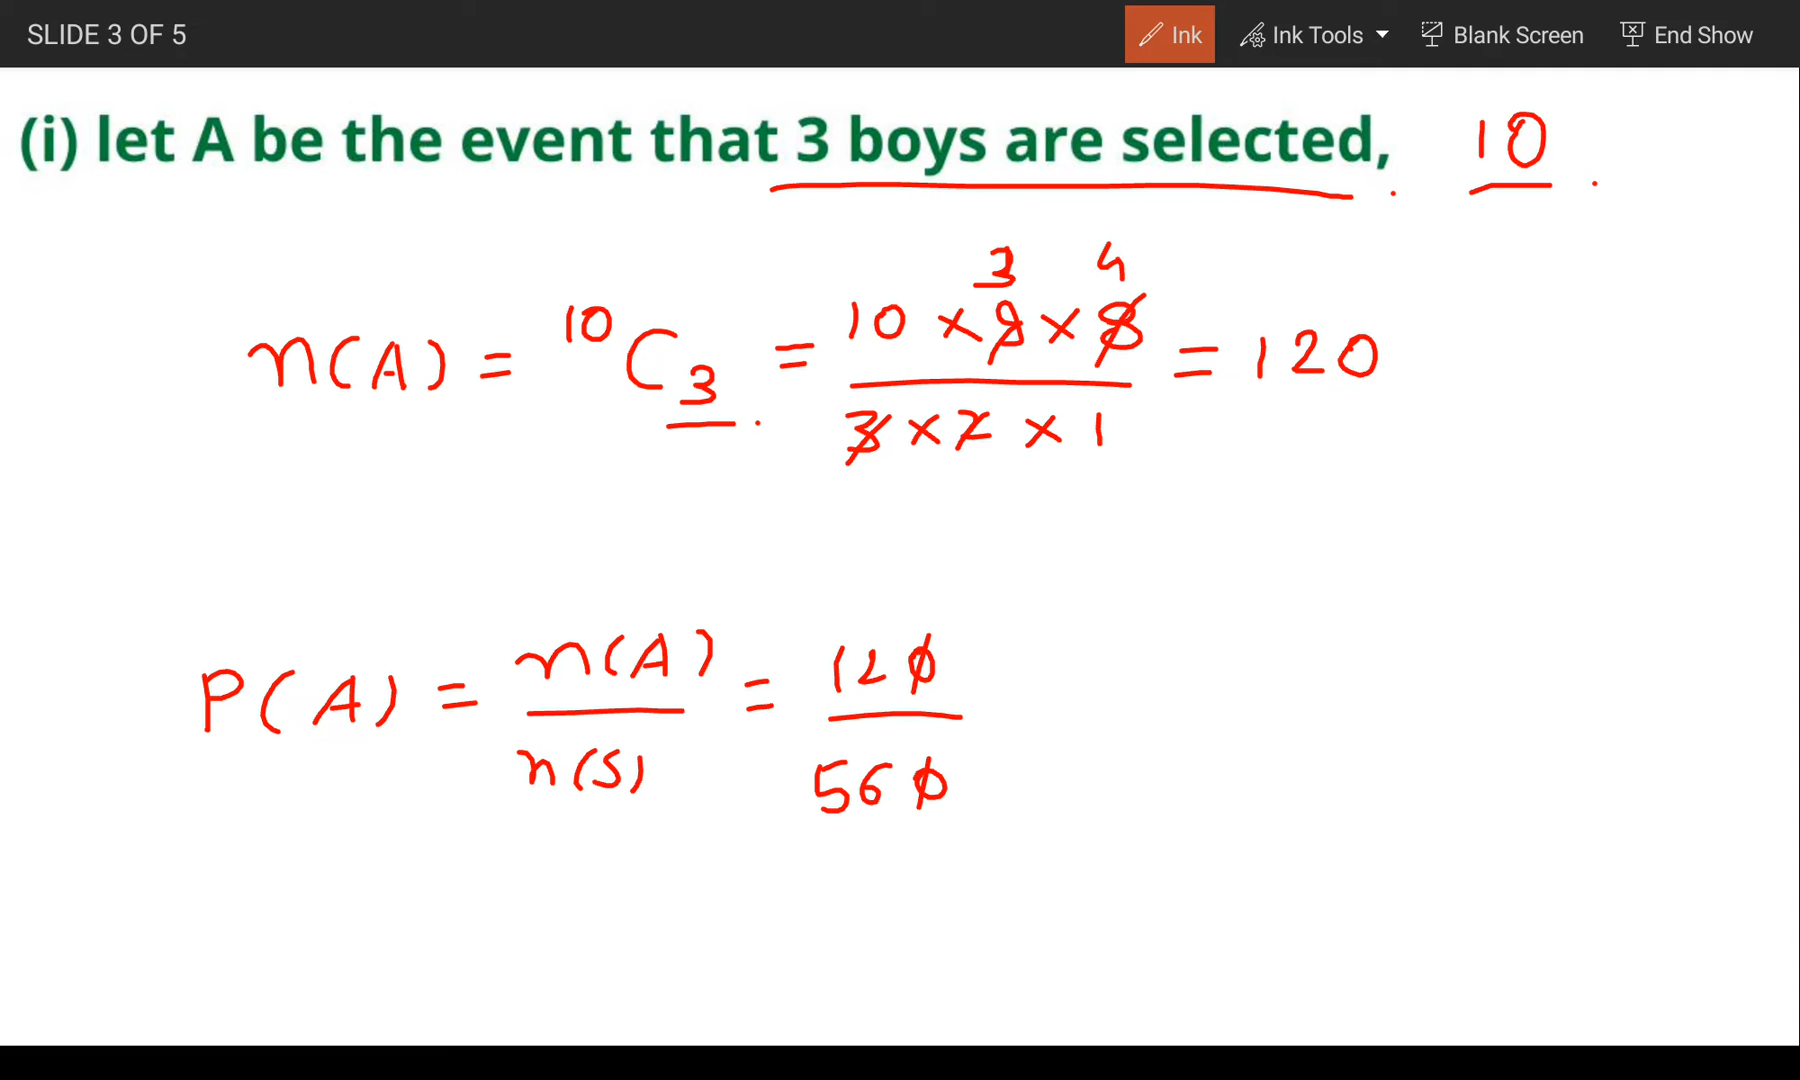 SLIDE 3 OF 5 Ink Ink Tools Blank Screen End Show
(i) let A be the event that 3 boys are selected, 10
n(A) = ¹⁰C₃ = (10 × 9 × 8)/(3 × 2 × 1) = 120
3 4
P(A) = n(A)/n(S) = 120/560